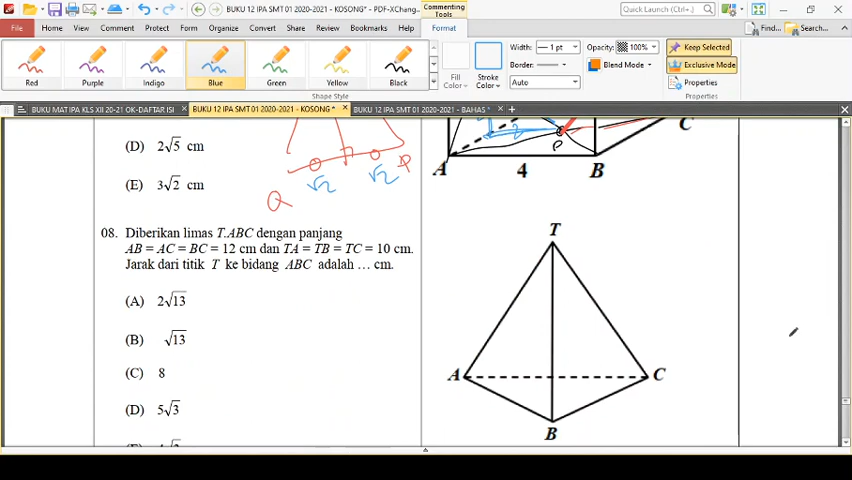 BUKU 12 IPA SMT 01 2020-2021 - KOSONG* - PDF-XChang
Commenting Tools
Quick Launch (Ctrl+.)
File
Home
View
Comment
Protect
Form
Organize
Convert
Share
Review
Bookmarks
Help
Format
Find...
Search...
Red
Purple
Indigo
Blue
Green
Yellow
Black
Shape Style
Fill Color
Stroke Color
Width: 1 pt
Border:
Auto
Opacity: 100%
Blend Mode
Keep Selected
Exclusive Mode
Properties
BUKU MAT IPA KLS XII 20-21 OK-DAFTAR ISI
BUKU 12 IPA SMT 01 2020-2021 - KOSONG *
BUKU 12 IPA SMT 01 2020-2021 - BAHAS *
(D) 2√5 cm
(E) 3√2 cm
√2
√2
P
Q
A
4
B
C
P
08. Diberikan limas T.ABC dengan panjang
AB = AC = BC = 12 cm dan TA = TB = TC = 10 cm.
Jarak dari titik T ke bidang ABC adalah … cm.
(A) 2√13
(B) √13
(C) 8
(D) 5√3
T
A
C
B